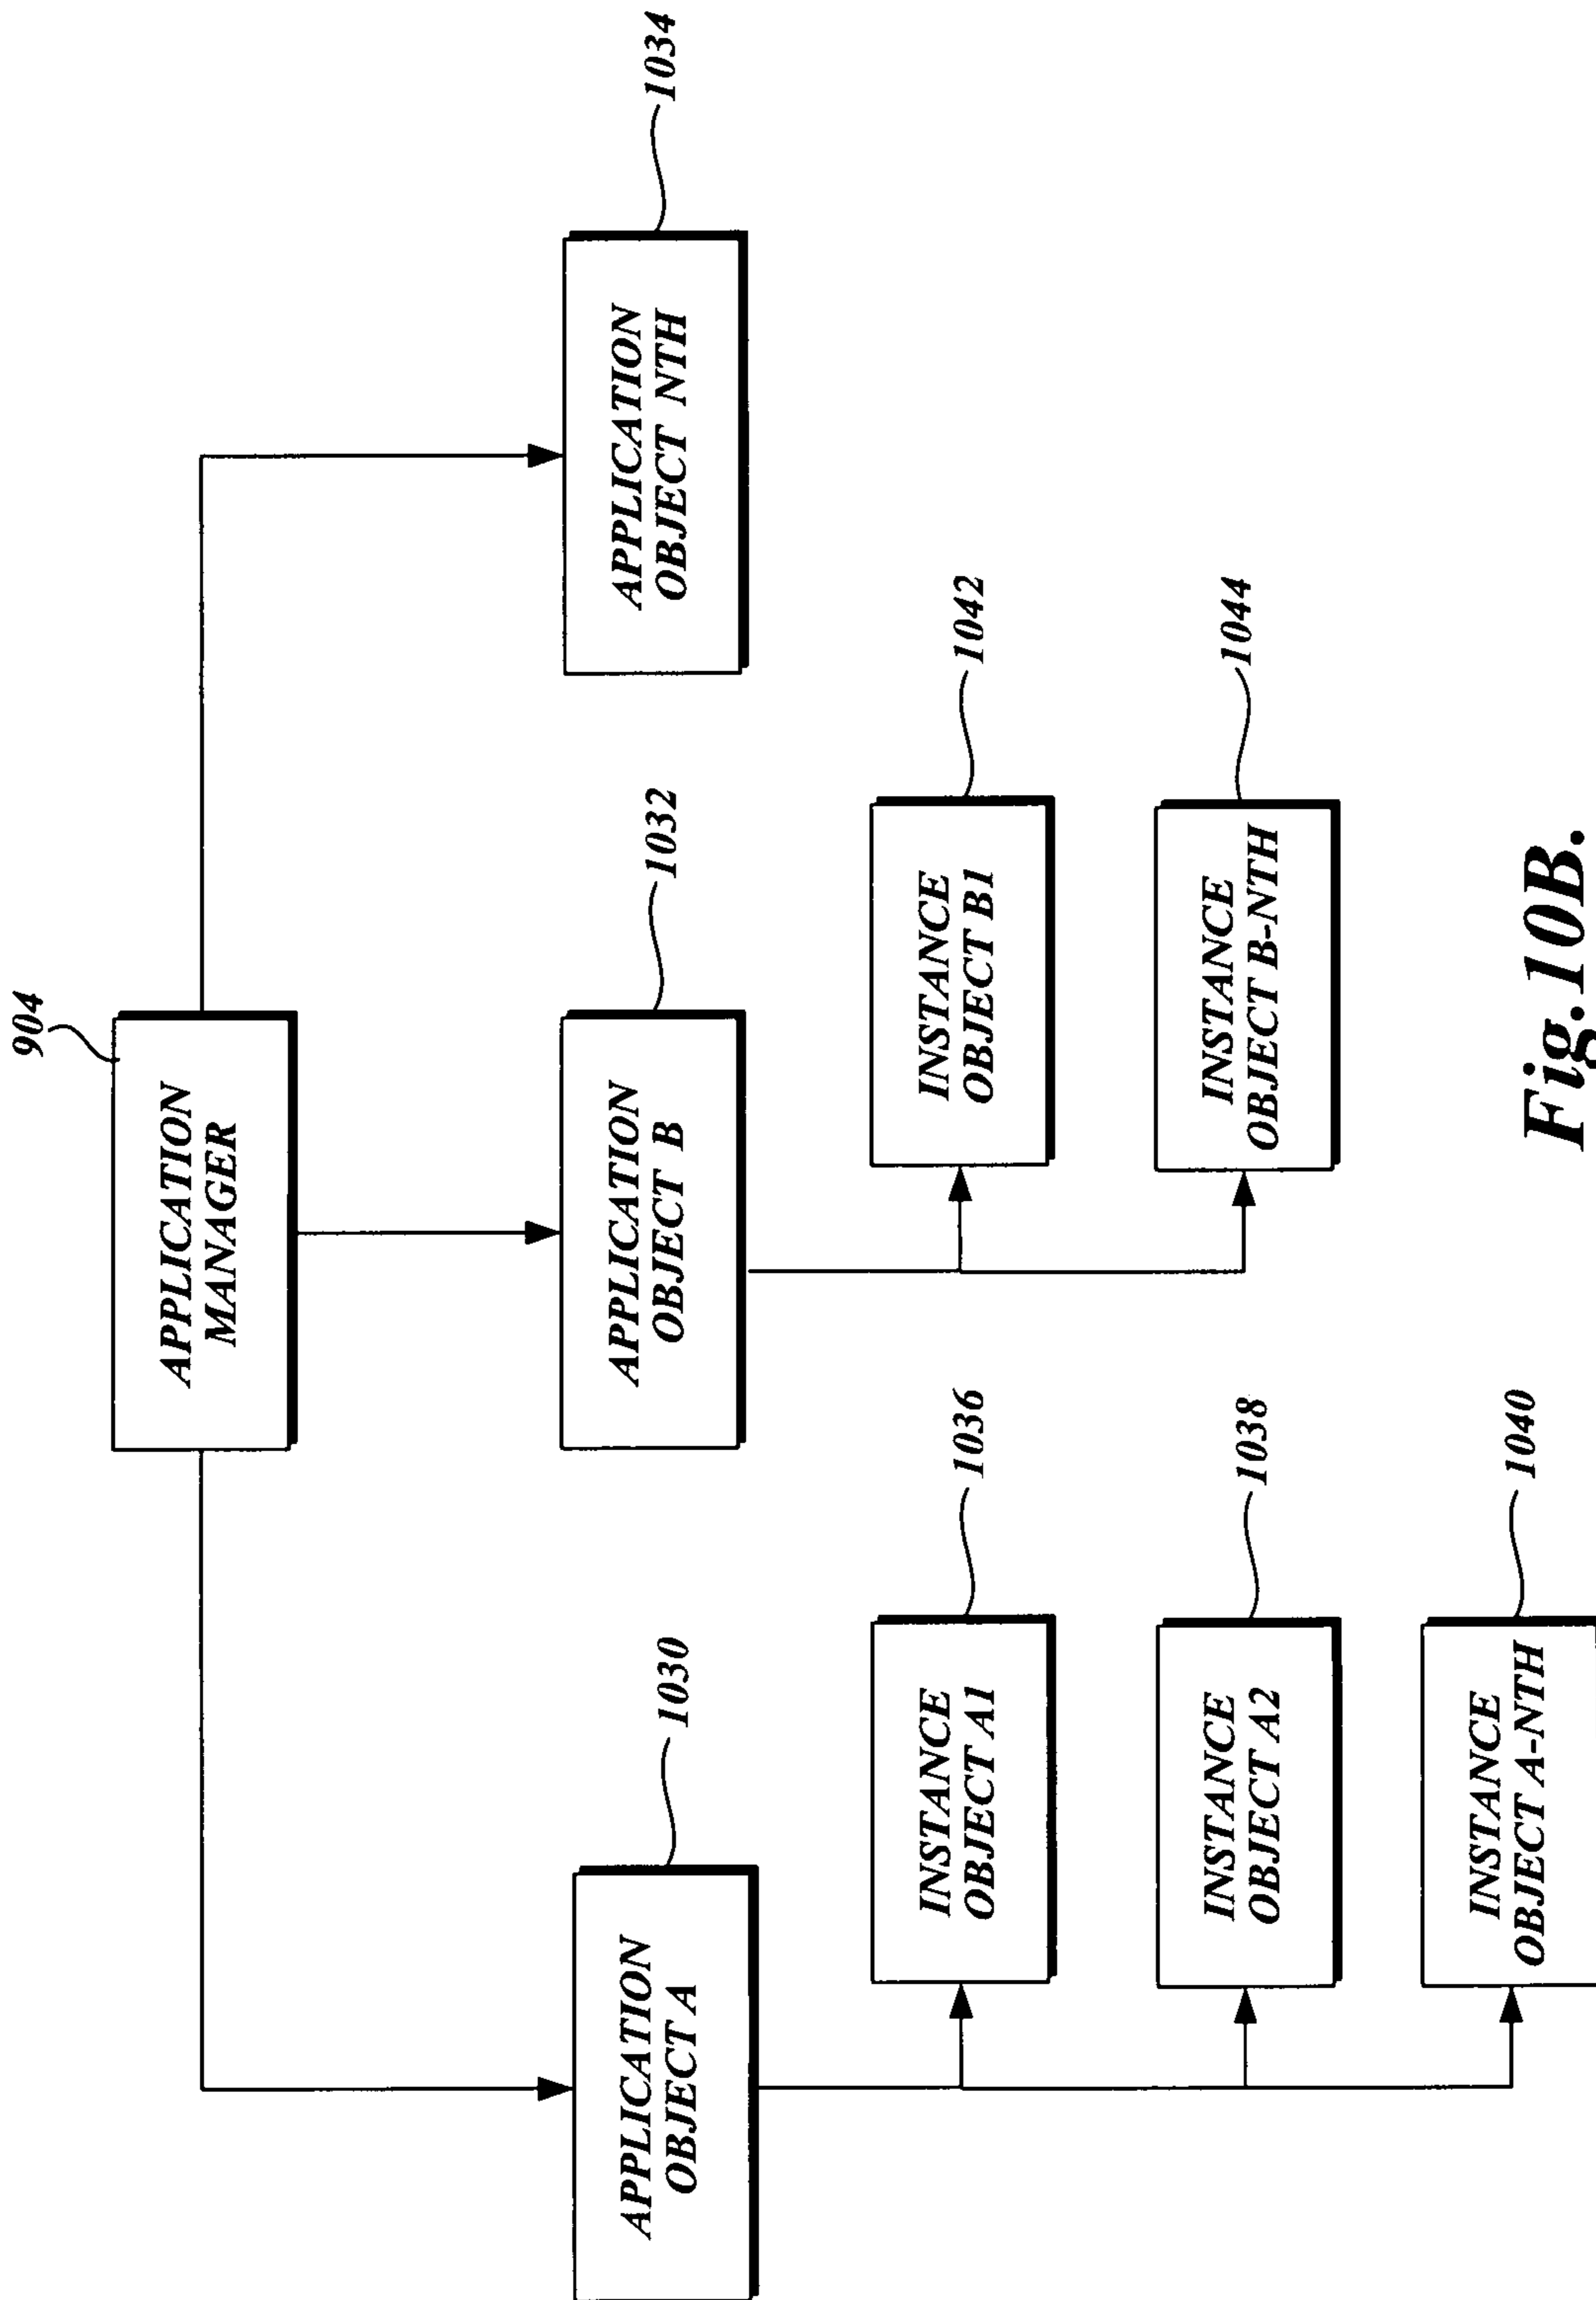 904
APPLICATION
MANAGER
1030
APPLICATION
OBJECT A
1032
APPLICATION
OBJECT B
1034
APPLICATION
OBJECT NTH
1036
INSTANCE
OBJECT A1
1042
INSTANCE
OBJECT B1
1038
INSTANCE
OBJECT A2
1044
INSTANCE
OBJECT B-NTH
1040
INSTANCE
OBJECT A-NTH
Fig.10B.